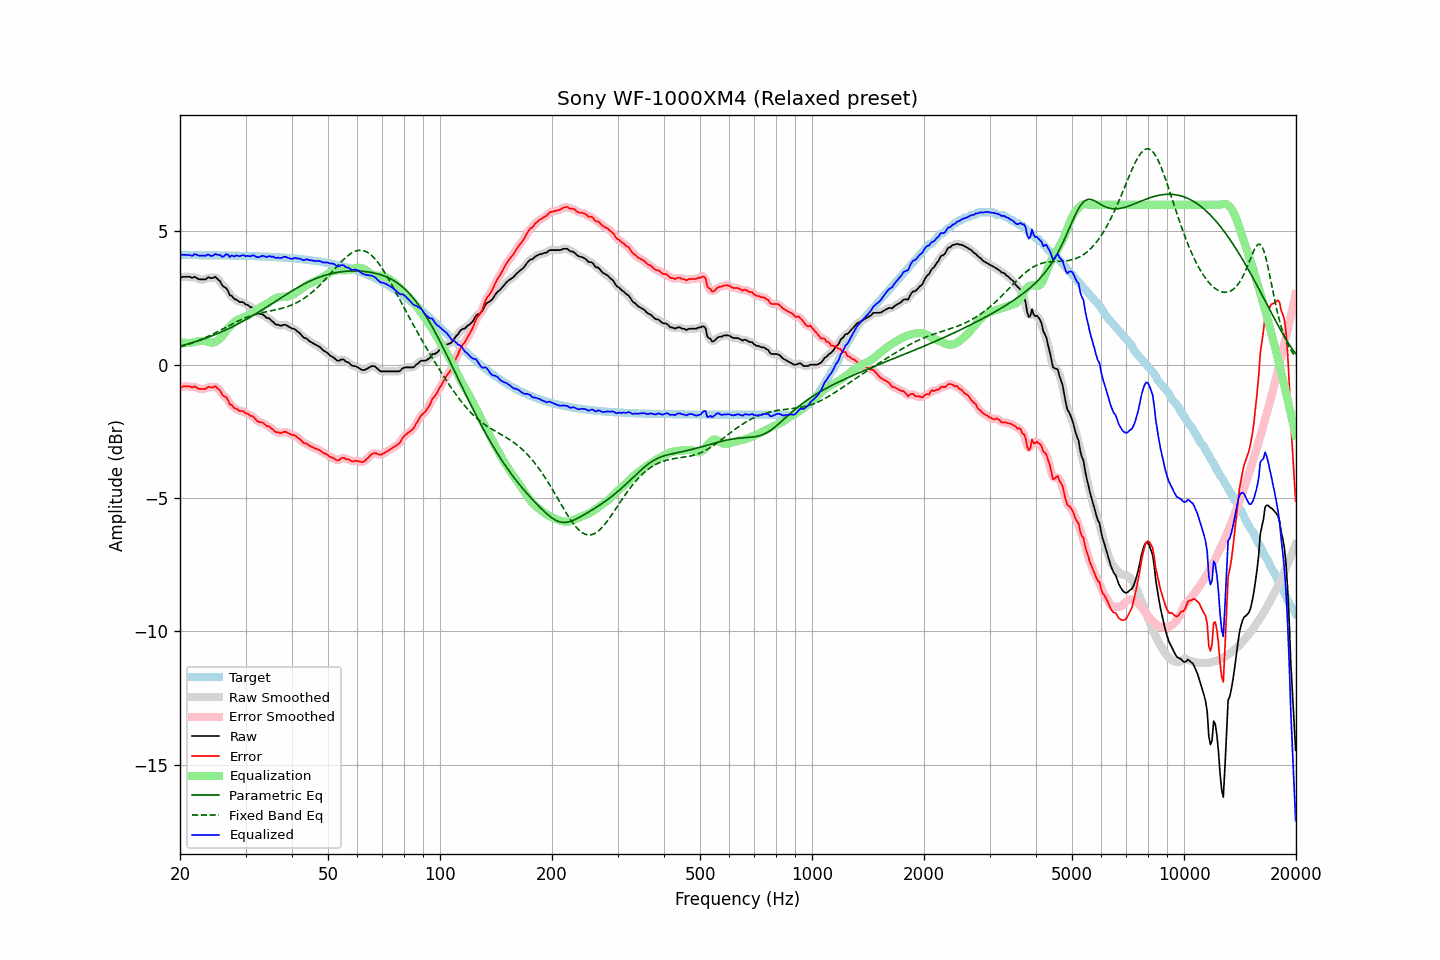 Sony WF-1000XM4 (Relaxed preset)
Amplitude (dBr)
5
0
−5
−10
−15
Target
Raw Smoothed
Error Smoothed
Raw
Error
Equalization
Parametric Eq
Fixed Band Eq
Equalized
20
50
100
200
500
1000
2000
5000
10000
20000
Frequency (Hz)